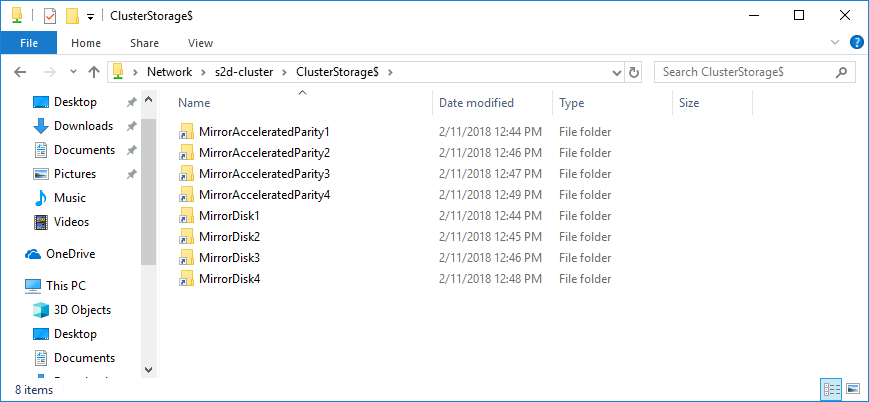 ClusterStorage$
File Home Share View
Network s2d-cluster ClusterStorage$ Search ClusterStorage$
Name Date modified Type Size
Desktop
Downloads
Documents
Pictures
Music
Videos
OneDrive
This PC
3D Objects
Desktop
Documents
MirrorAcceleratedParity1 2/11/2018 12:44 PM File folder
MirrorAcceleratedParity2 2/11/2018 12:46 PM File folder
MirrorAcceleratedParity3 2/11/2018 12:47 PM File folder
MirrorAcceleratedParity4 2/11/2018 12:49 PM File folder
MirrorDisk1 2/11/2018 12:44 PM File folder
MirrorDisk2 2/11/2018 12:45 PM File folder
MirrorDisk3 2/11/2018 12:46 PM File folder
MirrorDisk4 2/11/2018 12:48 PM File folder
8 items